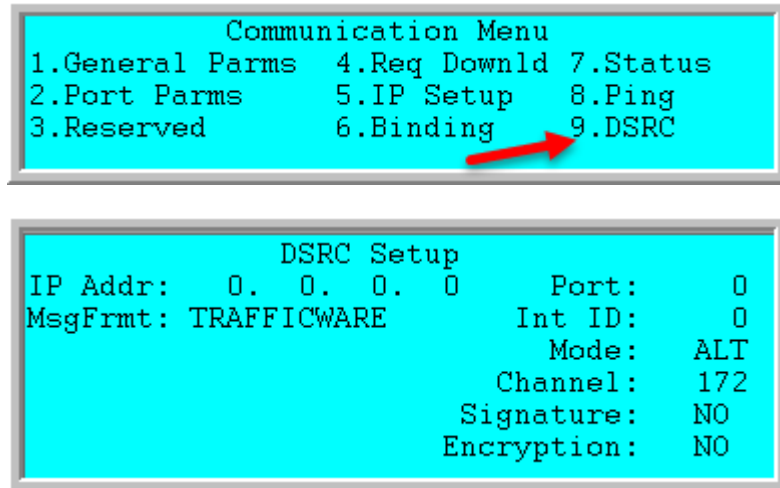 Communication Menu
1.General Parms 4.Req Downld 7.Status
2.Port Parms 5.IP Setup 8.Ping
3.Reserved 6.Binding 9.DSRC
DSRC Setup
IP Addr: 0. 0. 0. 0 Port: 0
MsgFrmt: TRAFFICWARE Int ID: 0
Mode: ALT
Channel: 172
Signature: NO
Encryption: NO